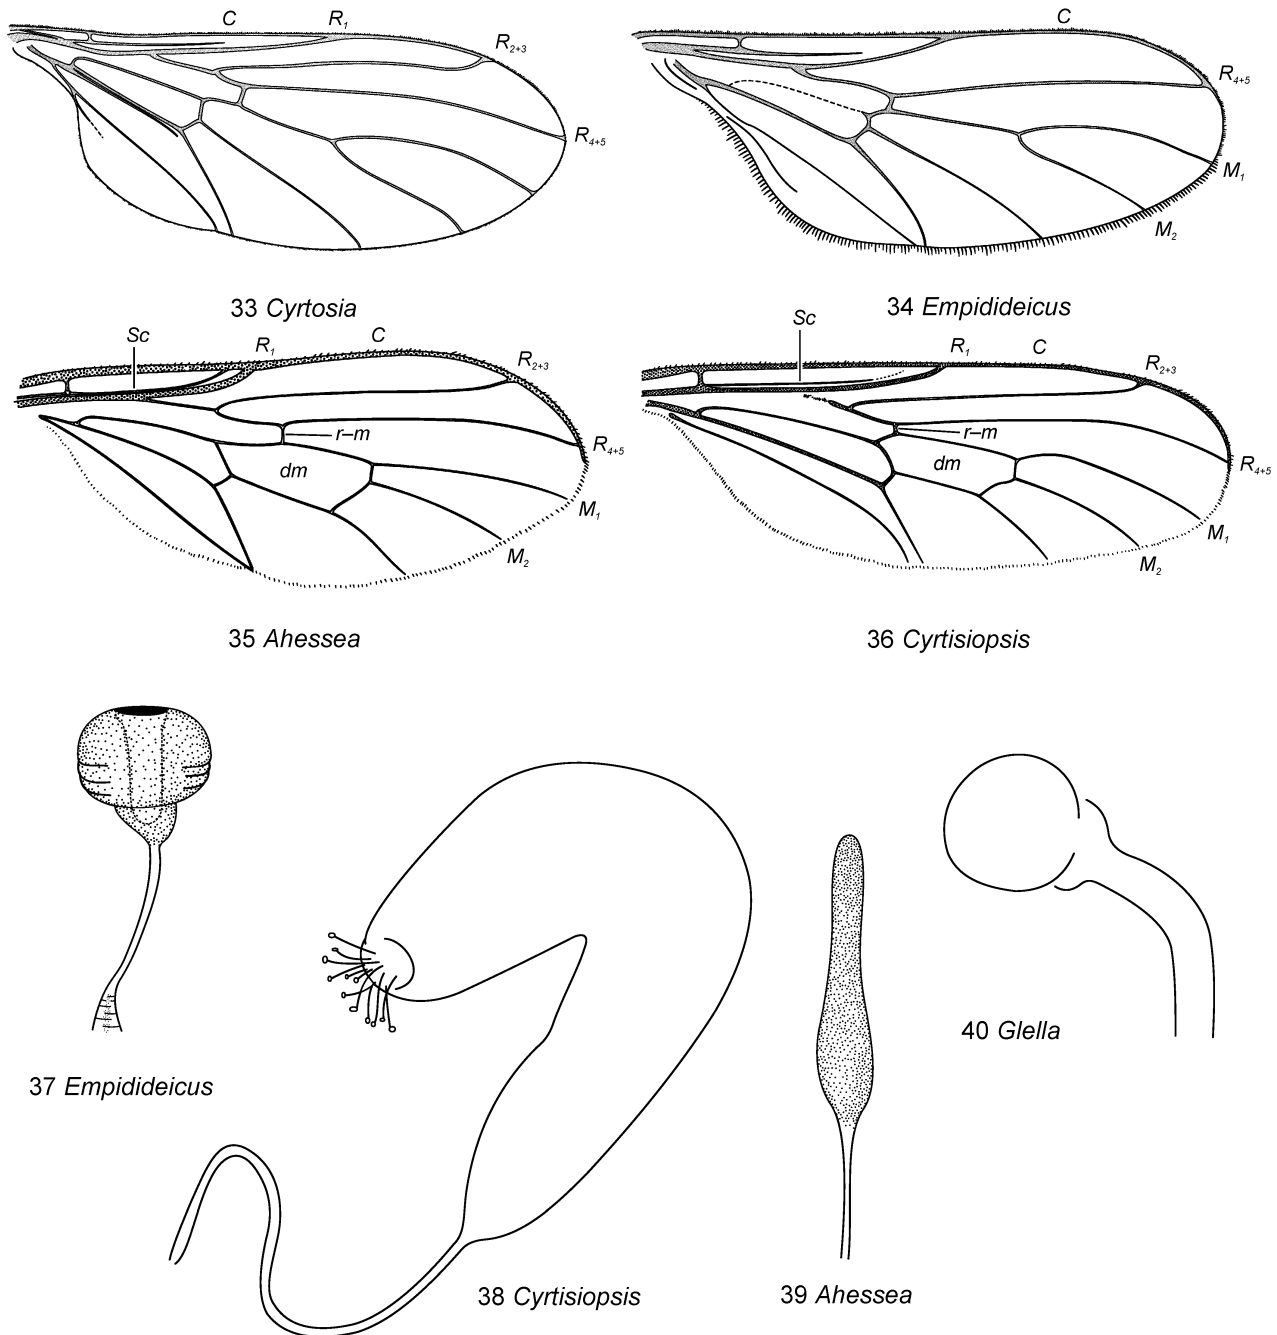 C
R1
R2+3
R4+5
33 Cyrtosia
C
R4+5
M1
M2
34 Empidideicus
Sc
R1
C
R2+3
r–m
R4+5
dm
M1
M2
35 Ahessea
Sc
R1
C
R2+3
r–m
dm
R4+5
M1
M2
36 Cyrtisiopsis
37 Empidideicus
38 Cyrtisiopsis
39 Ahessea
40 Glella